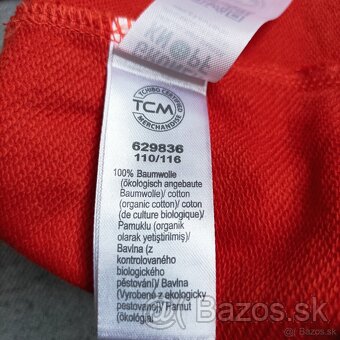 TCHIBO CERTIFIED
TCM
MERCHANDISE
629836
110/116
100% Baumwolle
(ökologisch angebaute
Baumwolle)/ cotton
(organic cotton)/ coton
(de culture biologique)/
Pamuklu (organik
olarak yetiştirilmiş)/
Bavlna (z
kontrolovaného
biologického
pěstování)/ Bavlna
(Vyrobené z ekologicky
pestovanej)/ Pamut
(ökológiai
Bazos.sk